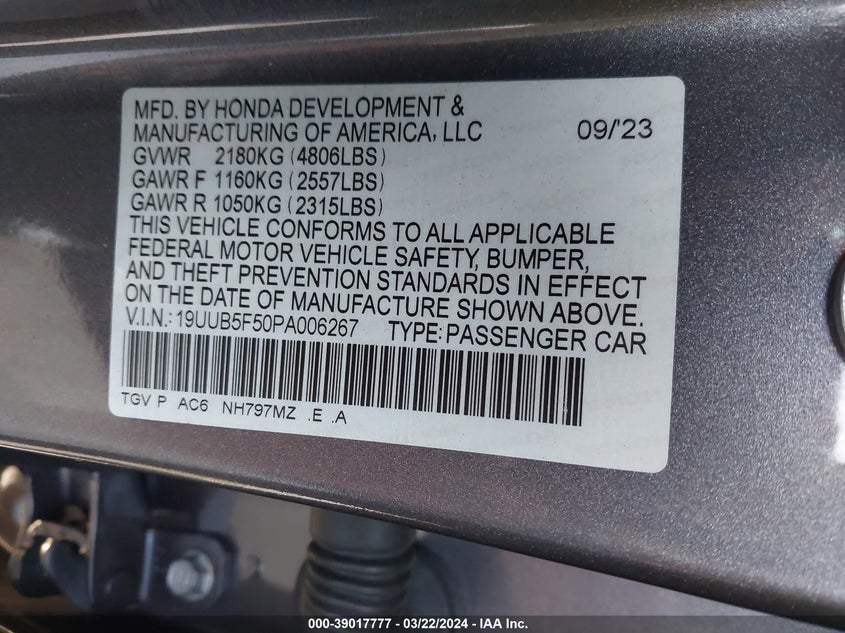 MFD. BY HONDA DEVELOPMENT &
MANUFACTURING OF AMERICA, LLC 09/'23
GVWR 2180KG (4806LBS)
GAWR F 1160KG (2557LBS)
GAWR R 1050KG (2315LBS)
THIS VEHICLE CONFORMS TO ALL APPLICABLE
FEDERAL MOTOR VEHICLE SAFETY, BUMPER,
AND THEFT PREVENTION STANDARDS IN EFFECT
ON THE DATE OF MANUFACTURE SHOWN ABOVE.
V.I.N.: 19UUB5F50PA006267 TYPE: PASSENGER CAR
TGV P AC6 NH797MZ .E .A
000-39017777 - 03/22/2024 - IAA Inc.